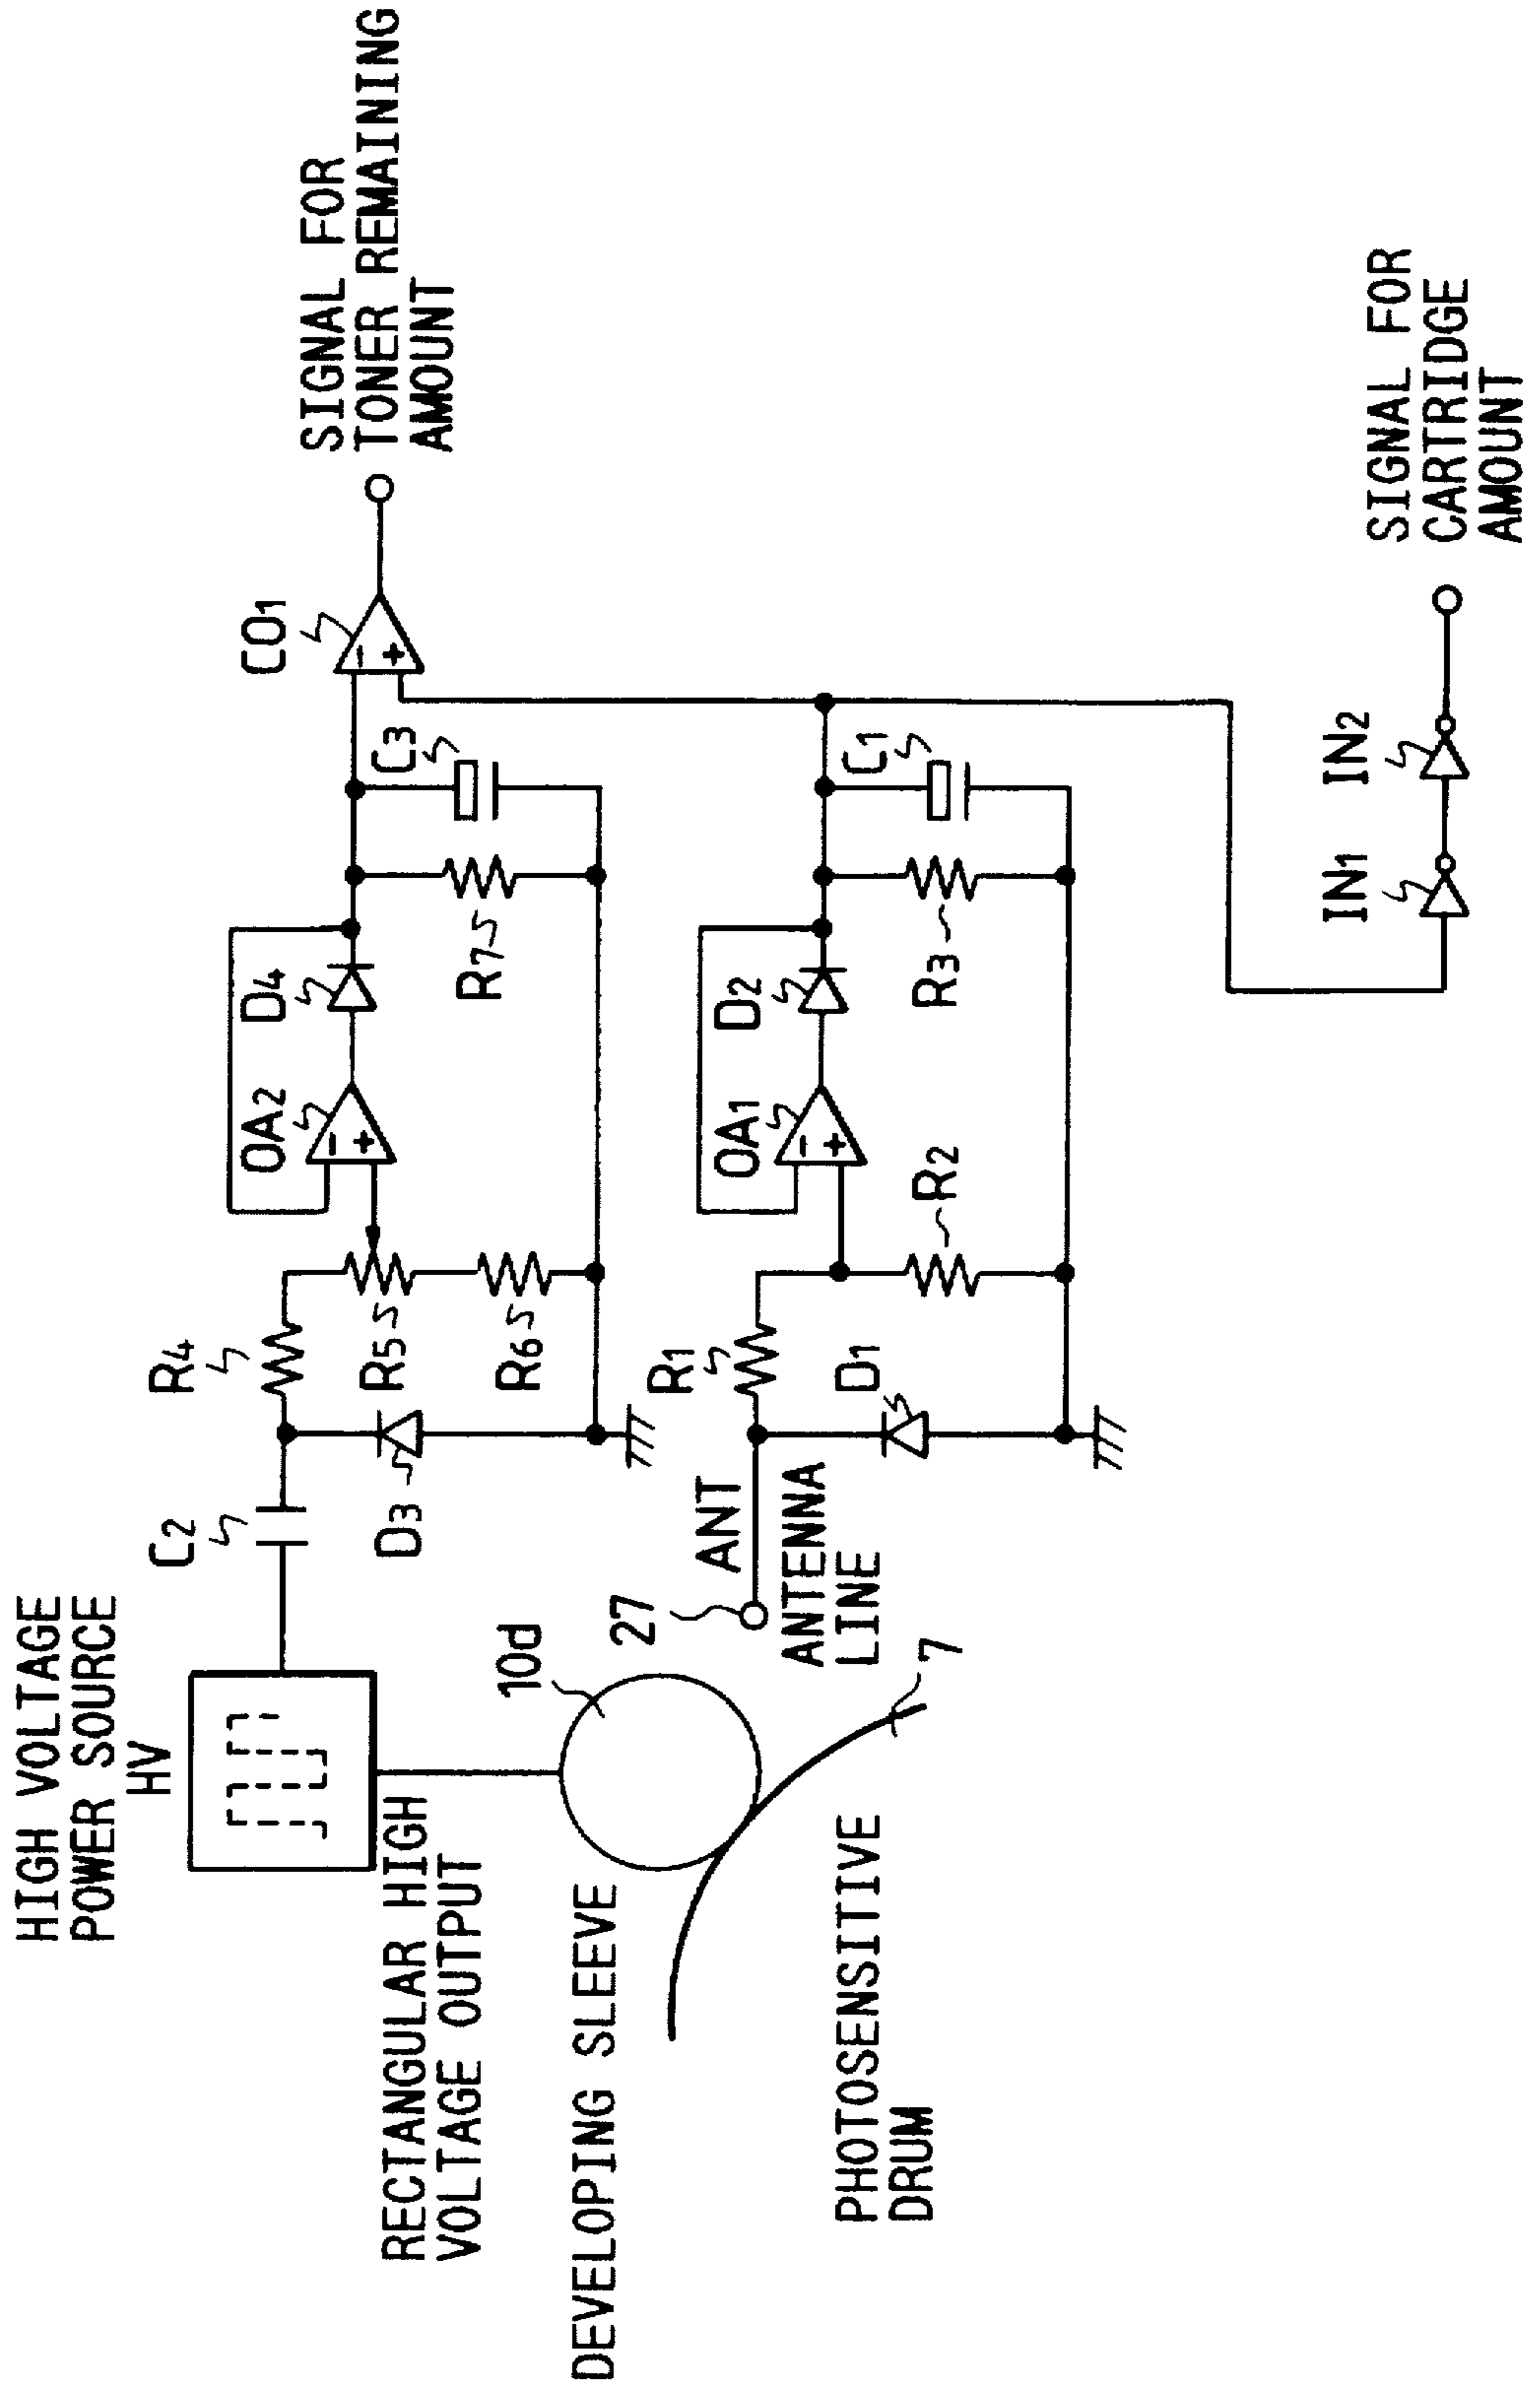 HIGH VOLTAGE
POWER SOURCE
HV
C2
R4
D3
R5
R6
OA2
D4
R7
C3
CO1
SIGNAL FOR
TONER REMAINING
AMOUNT
RECTANGULAR HIGH
VOLTAGE OUTPUT
DEVELOPING SLEEVE
10d
27
ANT
ANTENNA
LINE
7
PHOTOSENSITIVE
DRUM
R1
D1
R2
OA1
D2
R3
C1
IN1
IN2
SIGNAL FOR
CARTRIDGE
AMOUNT
−
+
−
+
−
+